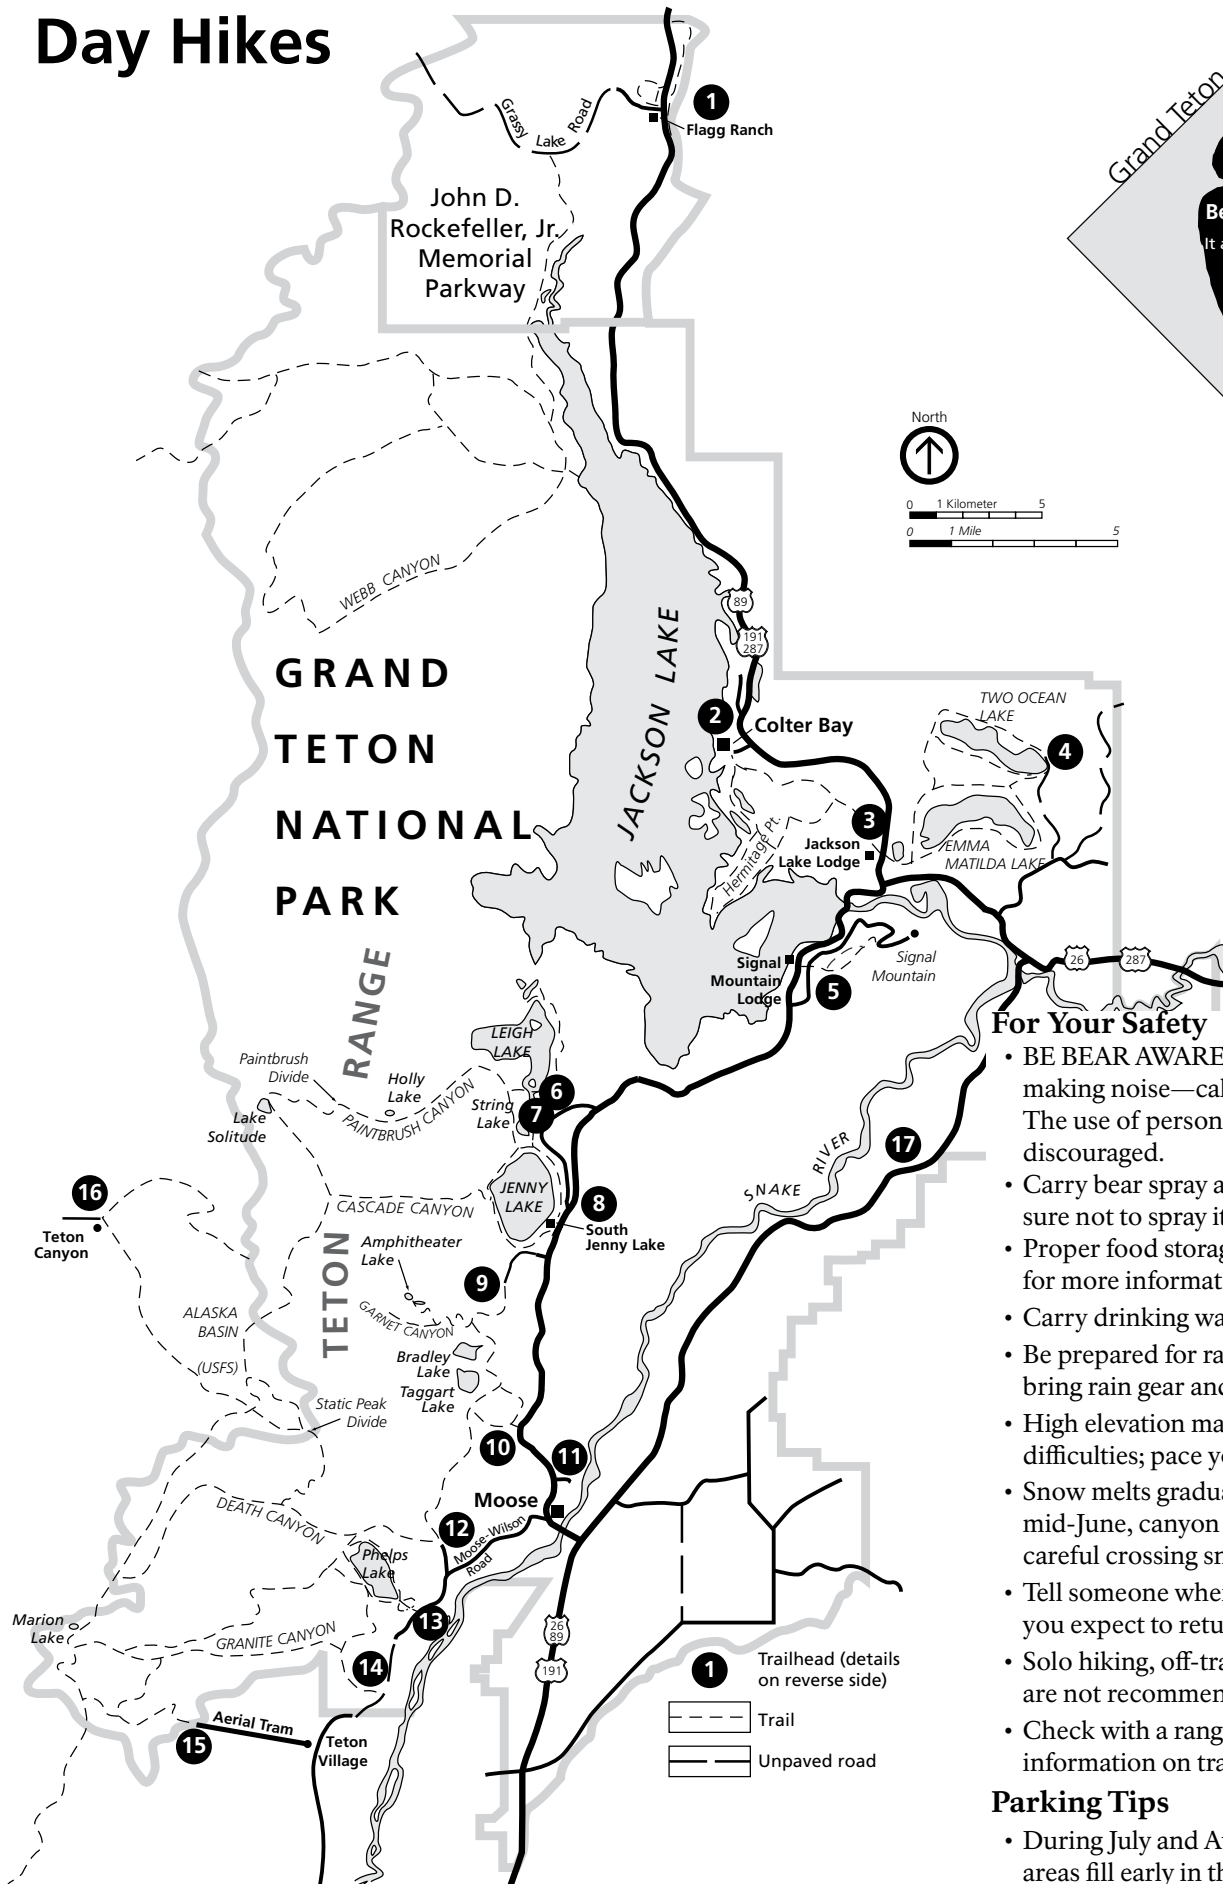 Day Hikes
Grand Teton
1
Flagg Ranch
Grassy Lake Road
John D.
Rockefeller, Jr.
Memorial
Parkway
Be
It a
North
0 1 Kilometer 5
0 1 Mile 5
WEBB CANYON
89
191
287
GRAND
TETON
NATIONAL
PARK
JACKSON LAKE
2
Colter Bay
TWO OCEAN
LAKE
4
3
Jackson
Lake Lodge
EMMA
MATILDA LAKE
Hermitage Pt.
Signal
Mountain
Lodge
5
Signal
Mountain
26
287
TETON RANGE
LEIGH
LAKE
Paintbrush
Divide
Holly
Lake
PAINTBRUSH CANYON
Lake
Solitude
String
Lake
6
7
16
Teton
Canyon
CASCADE CANYON
JENNY
LAKE
8
South
Jenny Lake
SNAKE RIVER
17
Amphitheater
Lake
9
GARNET CANYON
ALASKA
BASIN
(USFS)
Bradley
Lake
Taggart
Lake
Static Peak
Divide
10
11
Moose
DEATH CANYON
12
Moose-Wilson
Road
Phelps
Lake
Marion
Lake
GRANITE CANYON
13
14
26
89
191
15
Aerial Tram
Teton
Village
1
Trailhead (details
on reverse side)
Trail
Unpaved road
For Your Safety
• BE BEAR AWARE
making noise—cal
The use of person
discouraged.
• Carry bear spray a
sure not to spray it
• Proper food storag
for more informat
• Carry drinking wa
• Be prepared for ra
bring rain gear and
• High elevation ma
difficulties; pace yo
• Snow melts gradua
mid-June, canyon
careful crossing sn
• Tell someone wher
you expect to retu
• Solo hiking, off-tra
are not recommen
• Check with a rang
information on tra
Parking Tips
• During July and Au
areas fill early in th